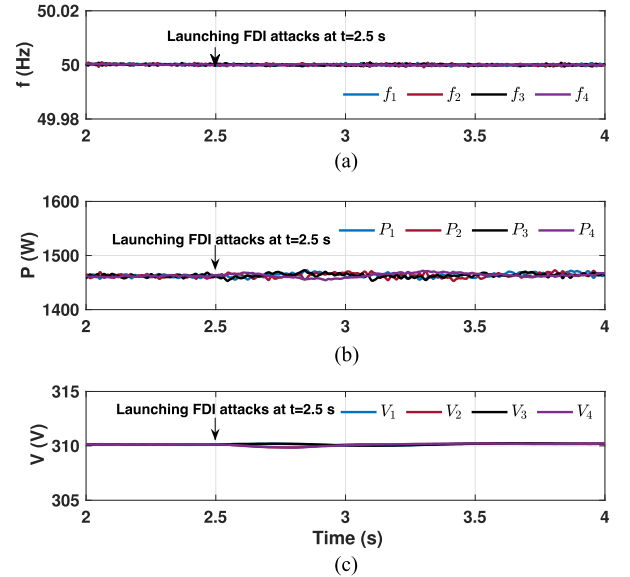 50.02
Launching FDI attacks at t=2.5 s
f (Hz)
50
f1 f2 f3 f4
49.98
2 2.5 3 3.5 4
(a)
1600
P1 P2 P3 P4
Launching FDI attacks at t=2.5 s
P (W)
1500
1400
2 2.5 3 3.5 4
(b)
315
Launching FDI attacks at t=2.5 s
V1 V2 V3 V4
V (V)
310
305
2 2.5 3 3.5 4
Time (s)
(c)